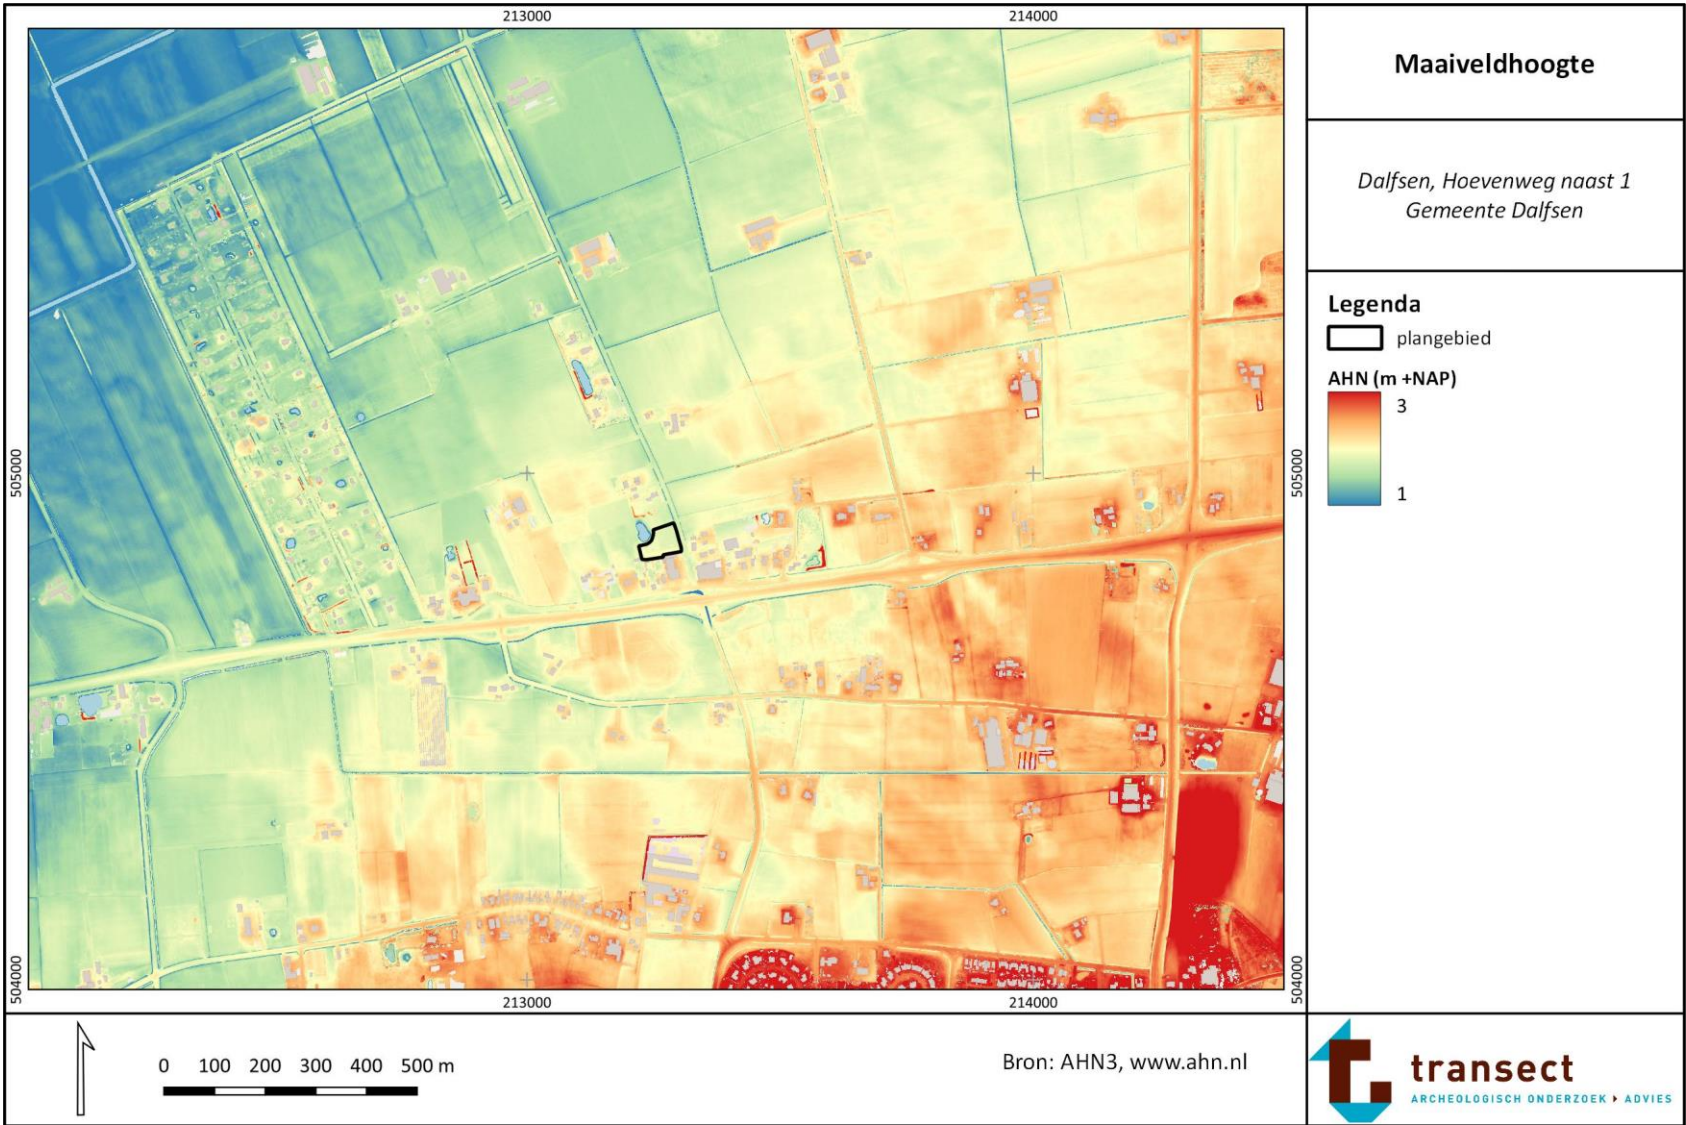 213000
214000
505000
505000
504000
504000
213000
214000
Maaiveldhoogte
Dalfsen, Hoevenweg naast 1
Gemeente Dalfsen
Legenda
plangebied
AHN (m +NAP)
3
1
0 100 200 300 400 500 m
Bron: AHN3, www.ahn.nl
transect
ARCHEOLOGISCH ONDERZOEK ▸ ADVIES